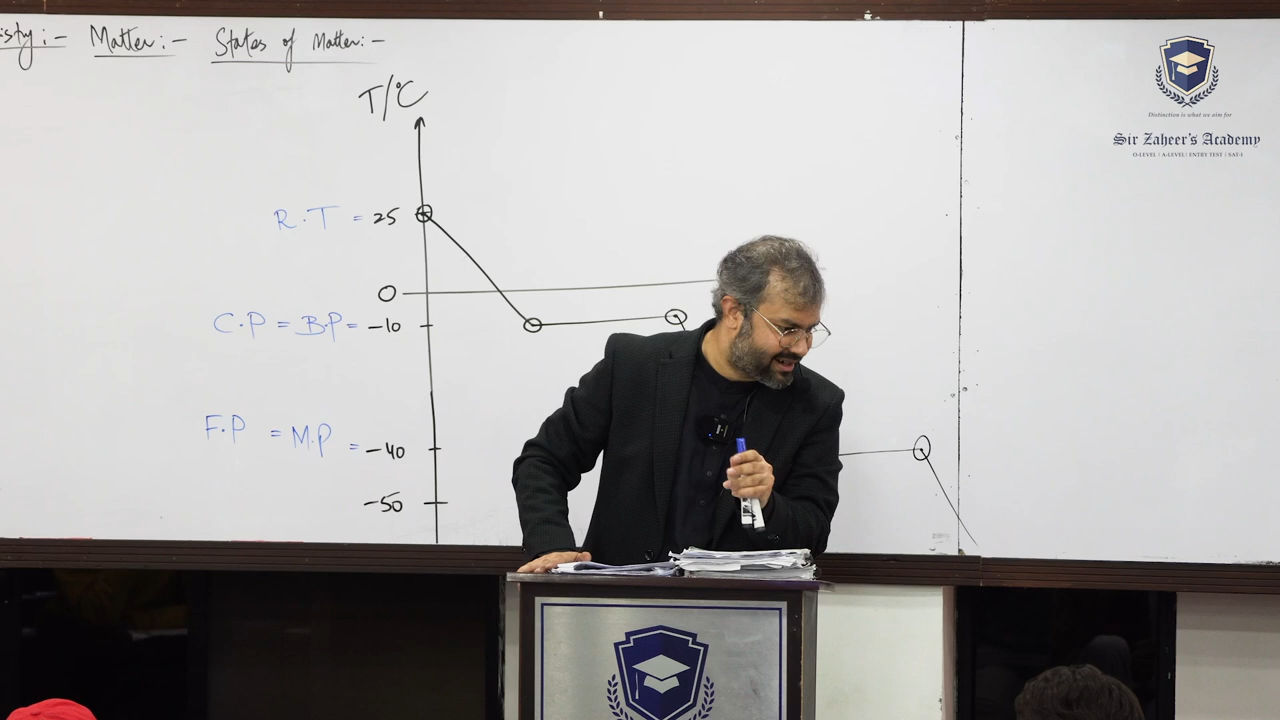 isty:- Matter:- States of Matter:-
T/°C
R.T = 25
0
C.P = B.P = -10
F.P = M.P = -40
-50
Distinction is what we aim for
Sir Zaheer's Academy
O-LEVEL | A-LEVEL | ENTRY TEST | SAT-I